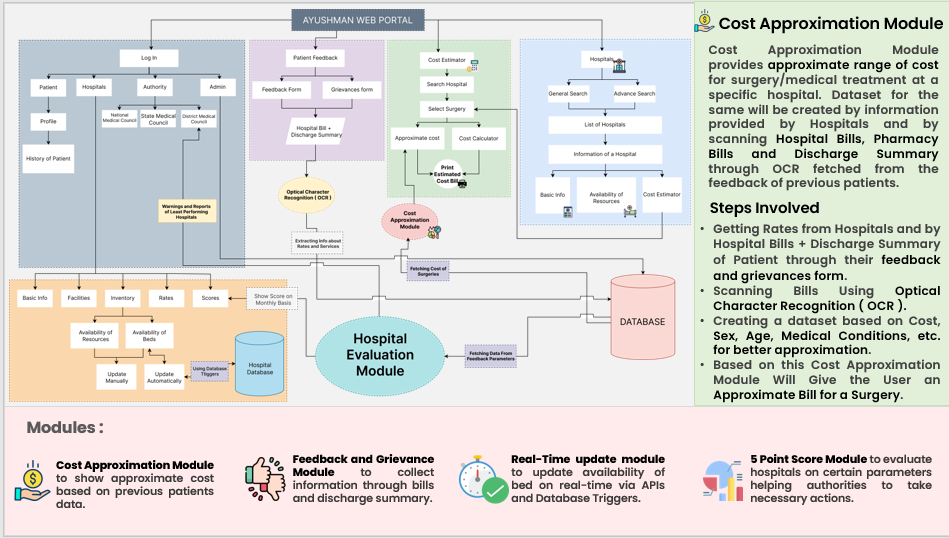 AYUSHMAN WEB PORTAL
Log In
Patient
Hospitals
Authority
Admin
Profile
National
Medical Council
State Medical
Council
District Medical
Council
History of Patient
Warnings and Reports
of Least Performing
Hospitals
Patient Feedback
Feedback Form
Grievances form
Hospital Bill +
Discharge Summary
Optical Character
Recognition ( OCR )
Extracting Info about
Rates and Services
Cost Estimator
Search Hospital
Select Surgery
Approximate cost
Cost Calculator
Print
Estimated
Cost Bill
Cost
Approximation
Module
Fetching Cost of
Surgeries
Hospitals
General Search
Advance Search
List of Hospitals
Information of a Hospital
Basic Info
Availability of
Resources
Cost Estimator
Basic Info
Facilities
Inventory
Rates
Scores
Show Score on
Monthly Basis
Availability of
Resources
Availability of
Beds
Update
Manually
Update
Automatically
Using Database
Triggers
Hospital
Database
Hospital
Evaluation
Module
Fetching Data From
Feedback Parameters
DATABASE
Cost Approximation Module
Cost Approximation Module
provides approximate range of cost
for surgery/medical treatment at a
specific hospital. Dataset for the
same will be created by information
provided by Hospitals and by
scanning Hospital Bills, Pharmacy
Bills and Discharge Summary
through OCR fetched from the
feedback of previous patients.
Steps Involved
• Getting Rates from Hospitals and by
Hospital Bills + Discharge Summary
of Patient through their feedback
and grievances form.
• Scanning Bills Using Optical
Character Recognition ( OCR ).
• Creating a dataset based on Cost,
Sex, Age, Medical Conditions, etc.
for better approximation.
• Based on this Cost Approximation
Module Will Give the User an
Approximate Bill for a Surgery.
Modules :
Cost Approximation Module
to show approximate cost
based on previous patients
data.
Feedback and Grievance
Module to collect
information through bills
and discharge summary.
Real-Time update module
to update availability of
bed on real-time via APIs
and Database Triggers.
5 Point Score Module to evaluate
hospitals on certain parameters
helping authorities to take
necessary actions.